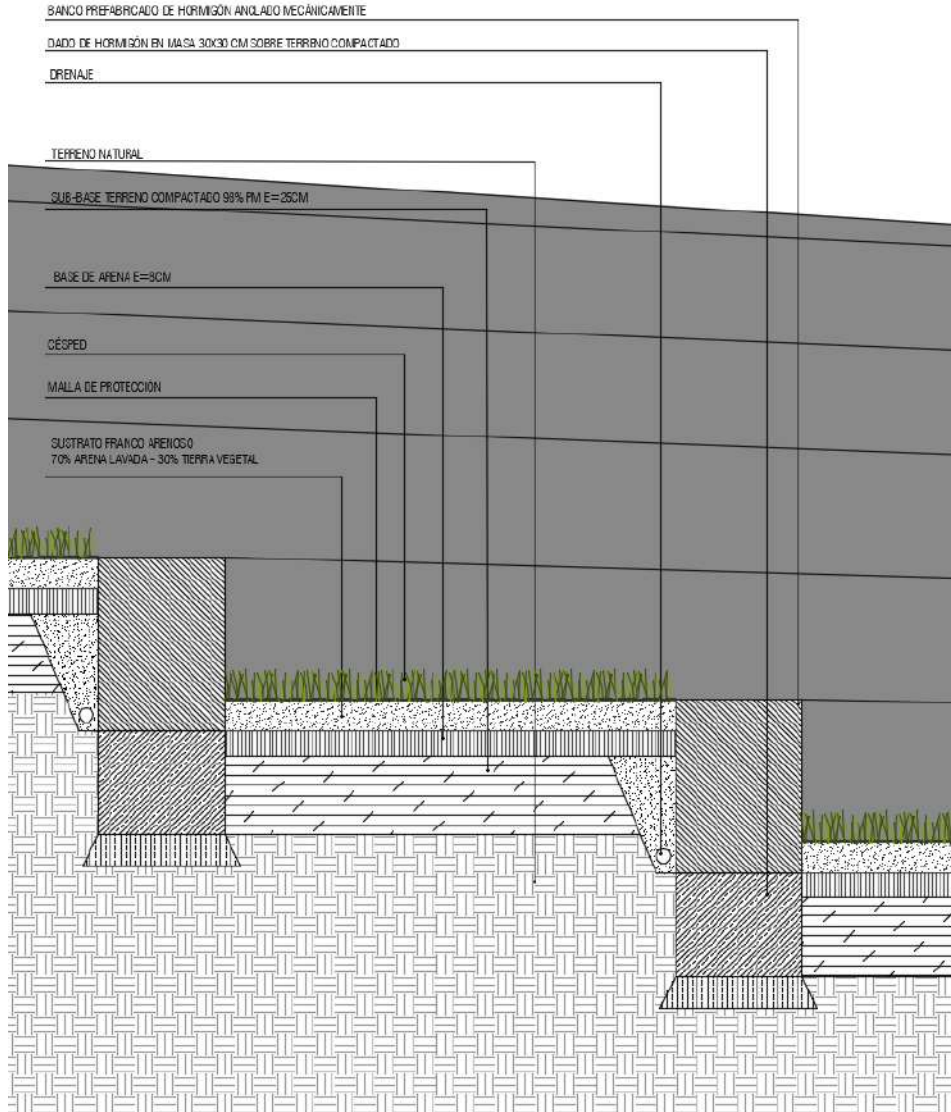 BANCO PREFABRICADO DE HORMIGÓN ANCLADO MECÁNICAMENTE
DADO DE HORMIGÓN EN MASA 30X30 CM SOBRE TERRENO COMPACTADO
DRENAJE
TERRENO NATURAL
SUB-BASE TERRENO COMPACTADO 98% PM E=25CM
BASE DE ARENA E=8CM
CÉSPED
MALLA DE PROTECCIÓN
SUSTRATO FRANCO ARENOSO
70% ARENA LAVADA - 30% TIERRA VEGETAL